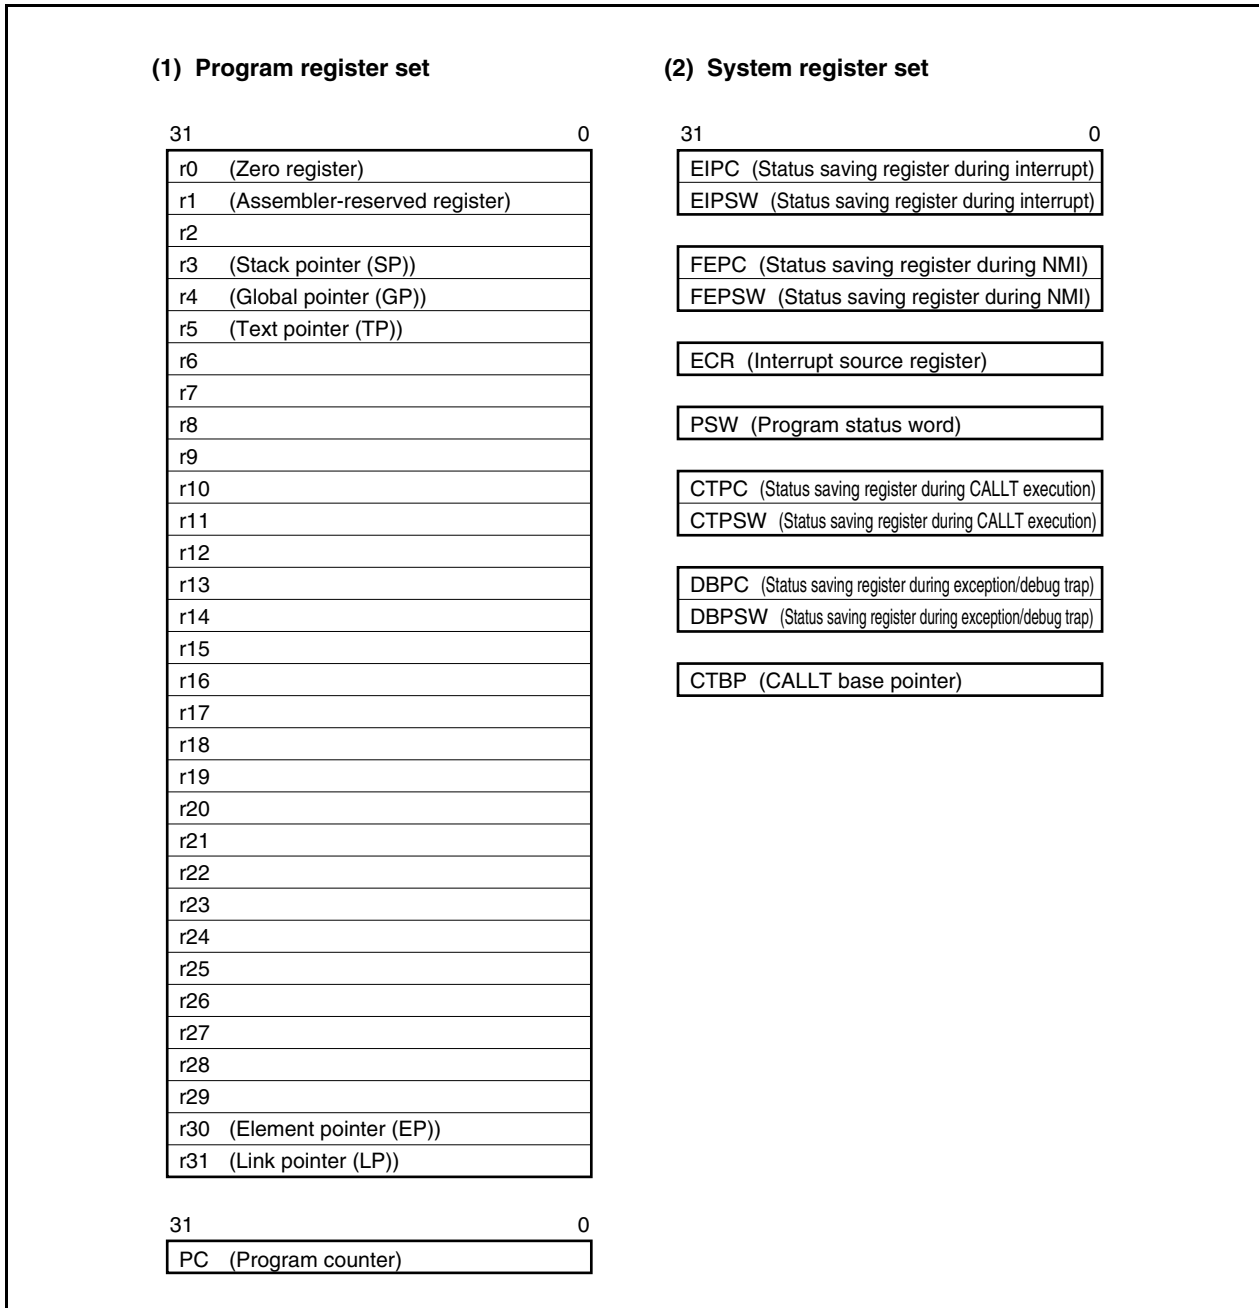 (1) Program register set
31 0
r0 (Zero register)
r1 (Assembler-reserved register)
r2
r3 (Stack pointer (SP))
r4 (Global pointer (GP))
r5 (Text pointer (TP))
r6
r7
r8
r9
r10
r11
r12
r13
r14
r15
r16
r17
r18
r19
r20
r21
r22
r23
r24
r25
r26
r27
r28
r29
r30 (Element pointer (EP))
r31 (Link pointer (LP))
31 0
PC (Program counter)
(2) System register set
31 0
EIPC (Status saving register during interrupt)
EIPSW (Status saving register during interrupt)
FEPC (Status saving register during NMI)
FEPSW (Status saving register during NMI)
ECR (Interrupt source register)
PSW (Program status word)
CTPC (Status saving register during CALLT execution)
CTPSW (Status saving register during CALLT execution)
DBPC (Status saving register during exception/debug trap)
DBPSW (Status saving register during exception/debug trap)
CTBP (CALLT base pointer)